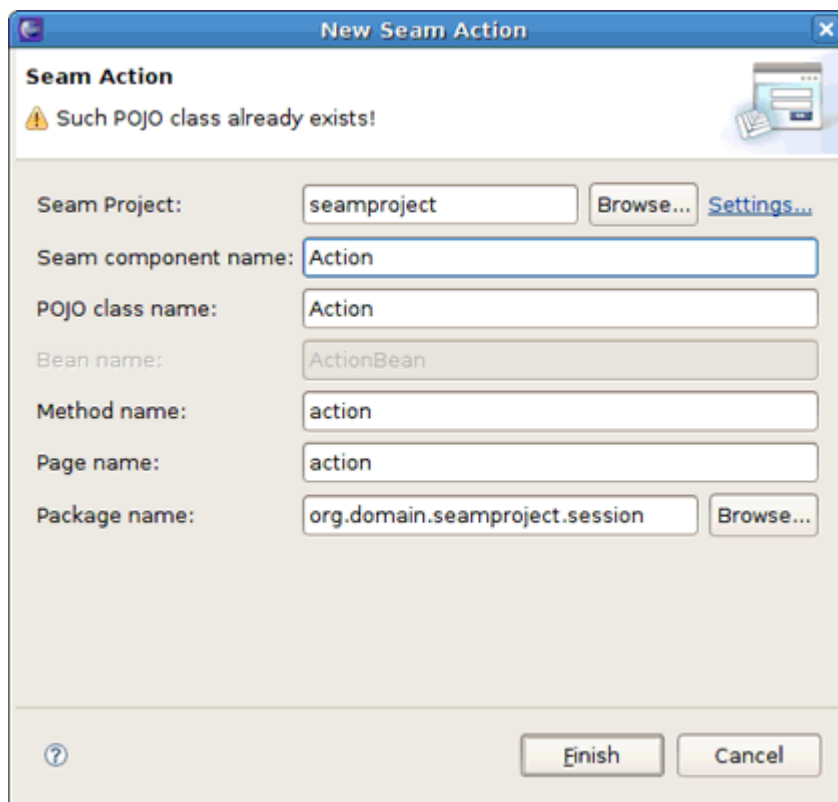 New Seam Action
Seam Action
Such POJO class already exists!
Seam Project: seamproject Browse... Settings...
Seam component name: Action
POJO class name: Action
Bean name: ActionBean
Method name: action
Page name: action
Package name: org.domain.seamproject.session Browse...
Finish Cancel